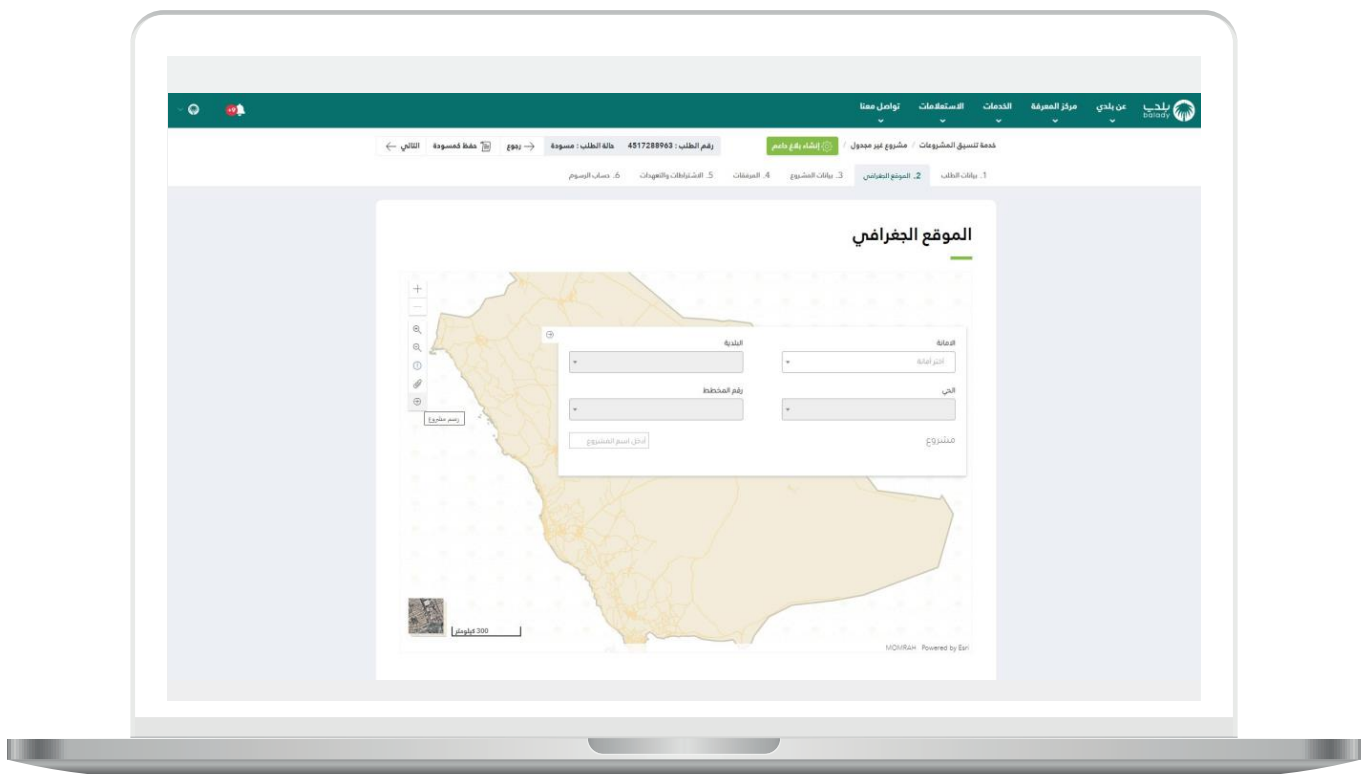 بلدي
balady
عن بلدي
مركز المعرفة
الخدمات
الاستعلامات
تواصل معنا
خدمة تنسيق المشروعات / مشروع غير مجدول /
إنشاء بلاغ داعم
رقم الطلب : 4517288963
حالة الطلب : مسودة
رجوع
حفظ كمسودة
التالي
1. بيانات الطلب
2. الموقع الجغرافي
3. بيانات المشروع
4. المرفقات
5. الاشتراطات والتعهدات
6. حساب الرسوم
الموقع الجغرافي
الامانة
البلدية
اختر امانة
الحي
رقم المخطط
مشروع
أدخل اسم المشروع
رسم مشروع
300 كيلومتر
MOMRAH Powered by Esri